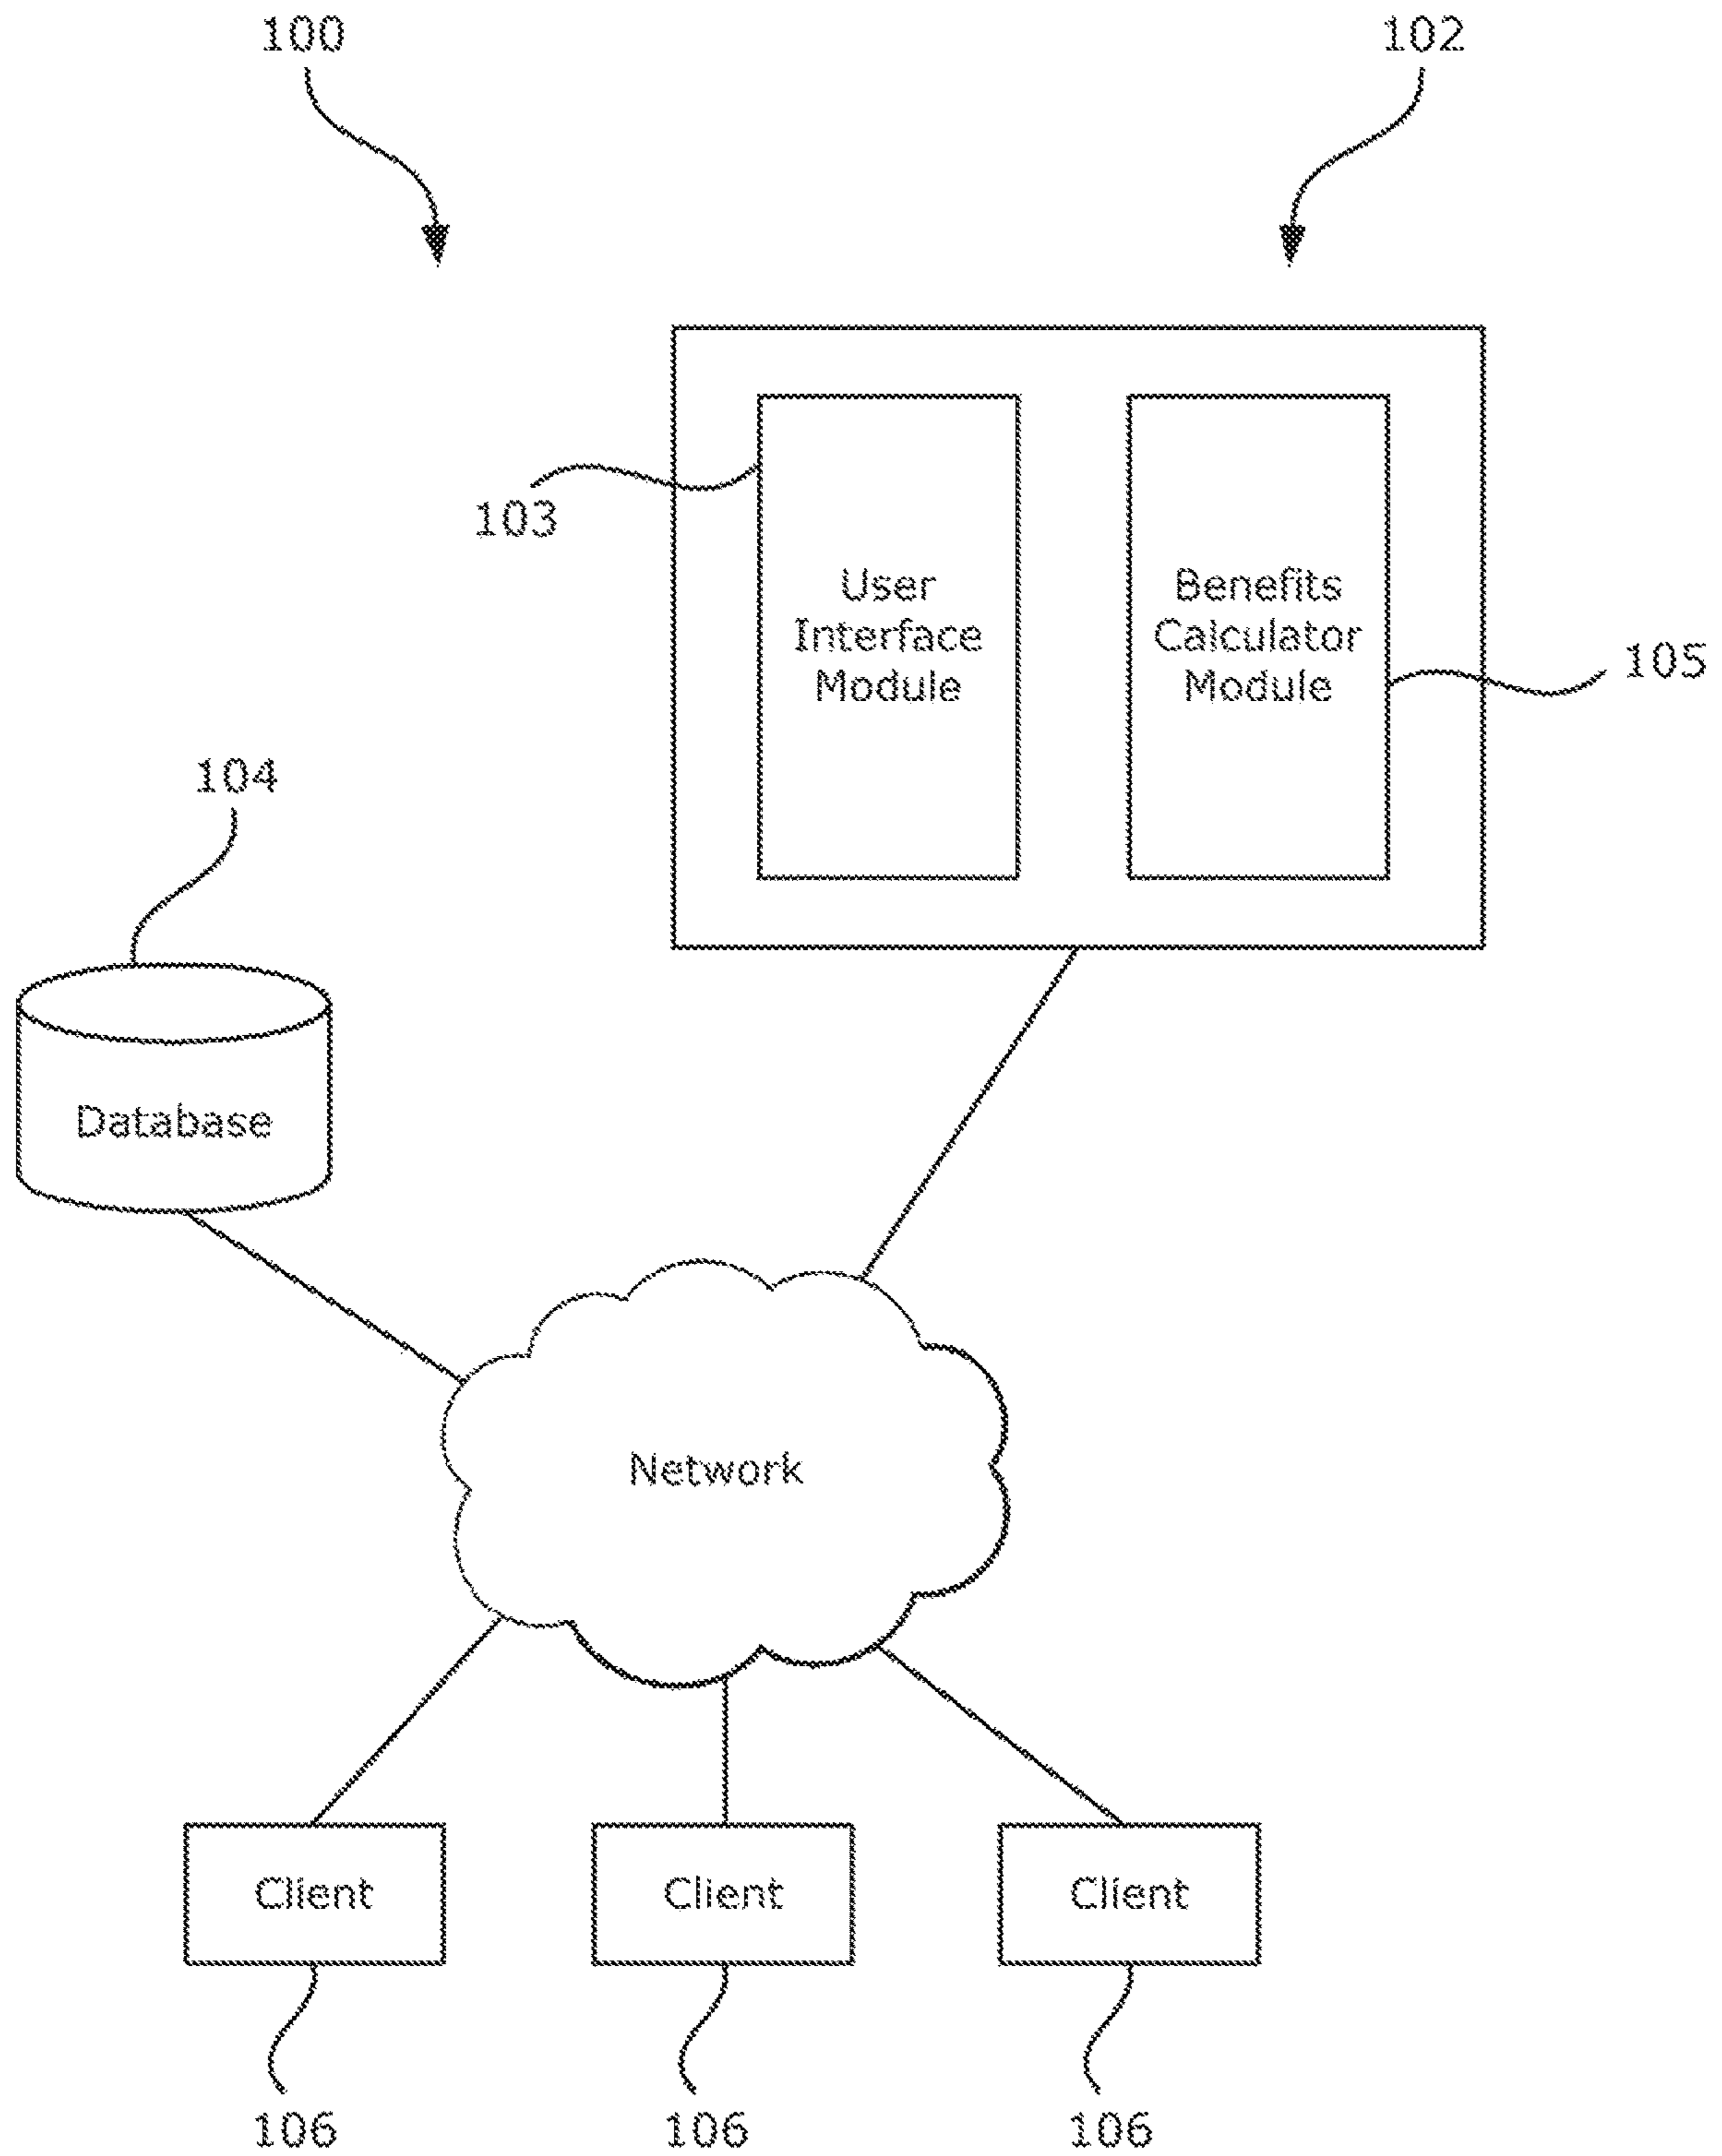 100
102
103
User
Interface
Module
Benefits
Calculator
Module
105
104
Database
Network
Client
Client
Client
106
106
106